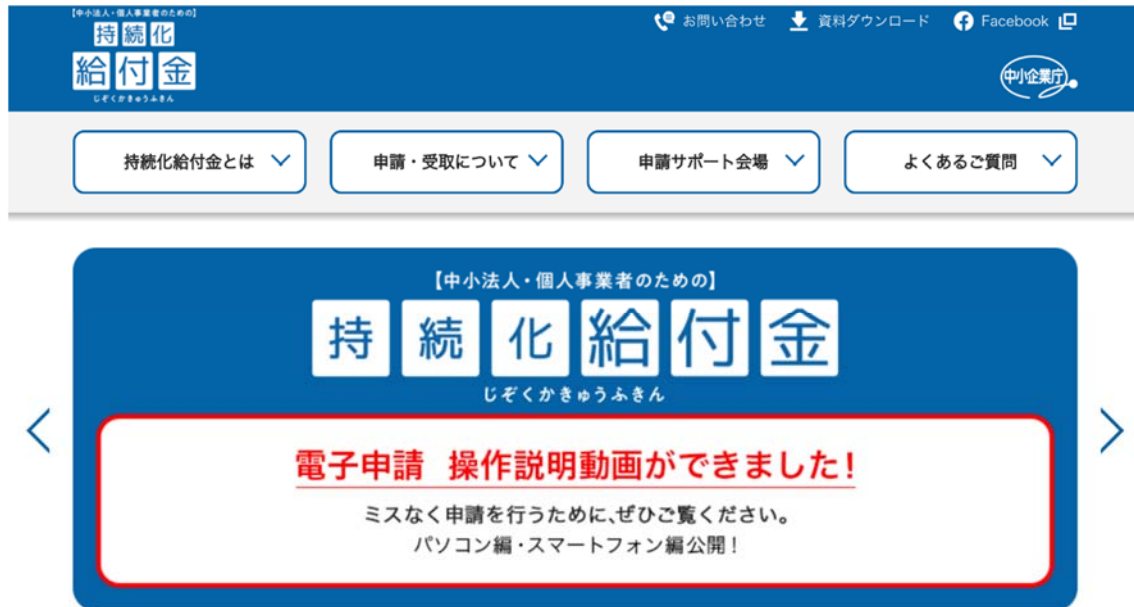 【中小法人・個人事業者のための】
持続化
給付金
じぞくかきゅうふきん
お問い合わせ
資料ダウンロード
Facebook
中小企業庁
持続化給付金とは
申請・受取について
申請サポート会場
よくあるご質問
【中小法人・個人事業者のための】
持続化給付金
じぞくかきゅうふきん
電子申請 操作説明動画ができました!
ミスなく申請を行うために、ぜひご覧ください。
パソコン編・スマートフォン編公開!